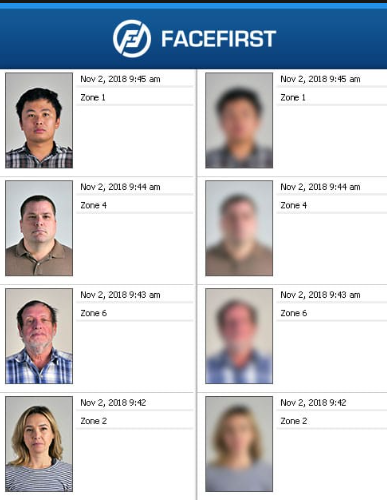 FACEFIRST
Nov 2, 2018 9:45 am
Zone 1
Nov 2, 2018 9:45 am
Zone 1
Nov 2, 2018 9:44 am
Zone 4
Nov 2, 2018 9:44 am
Zone 4
Nov 2, 2018 9:43 am
Zone 6
Nov 2, 2018 9:43 am
Zone 6
Nov 2, 2018 9:42
Zone 2
Nov 2, 2018 9:42
Zone 2